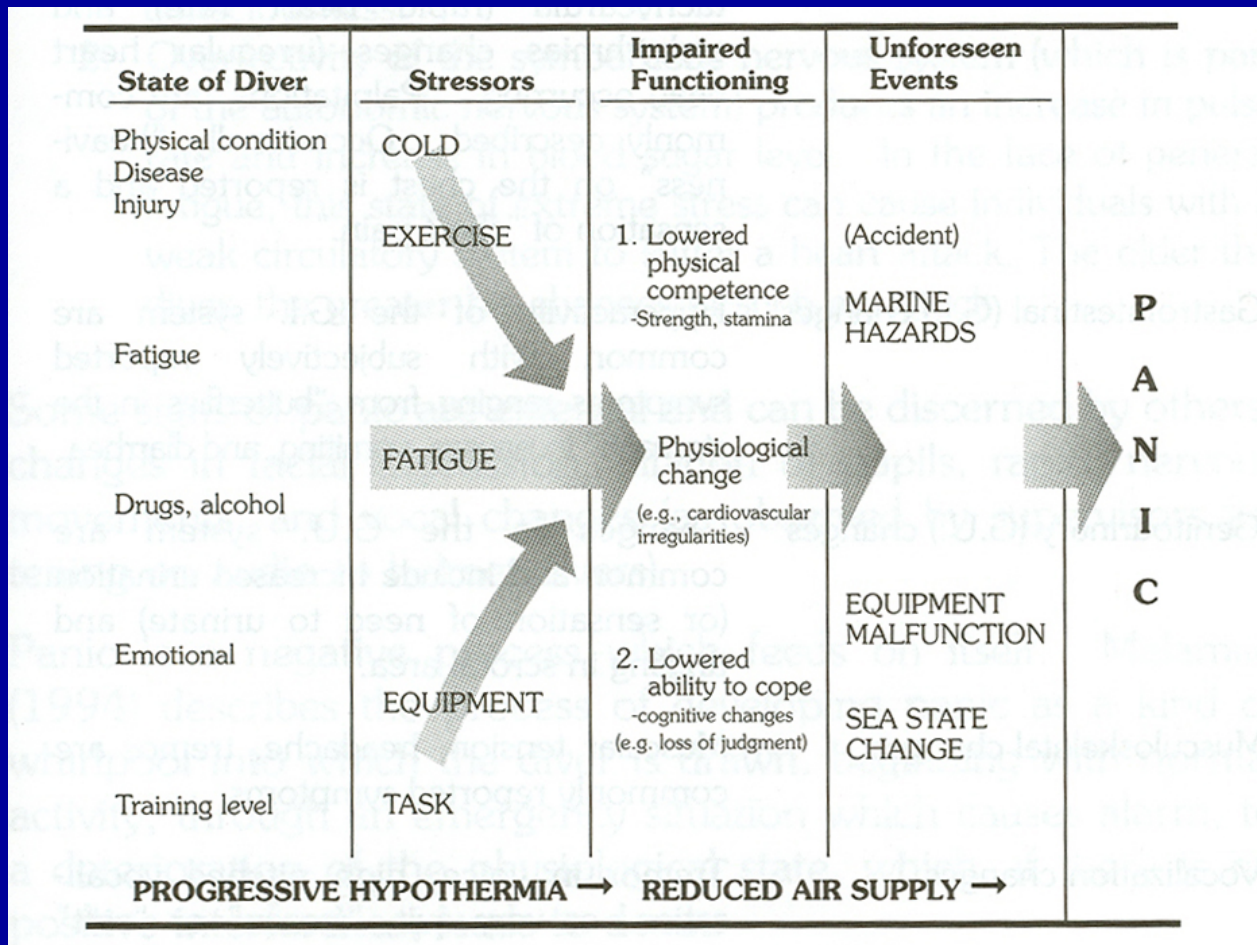 State of Diver
Physical condition
Disease
Injury
Fatigue
Drugs, alcohol
Emotional
Training level
Stressors
COLD
EXERCISE
FATIGUE
EQUIPMENT
TASK
Impaired
Functioning
1. Lowered
physical
competence
-Strength, stamina
Physiological
change
(e.g., cardiovascular
irregularities)
2. Lowered
ability to cope
-cognitive changes
(e.g. loss of judgment)
Unforeseen
Events
(Accident)
MARINE
HAZARDS
EQUIPMENT
MALFUNCTION
SEA STATE
CHANGE
P
A
N
I
C
PROGRESSIVE HYPOTHERMIA → REDUCED AIR SUPPLY →